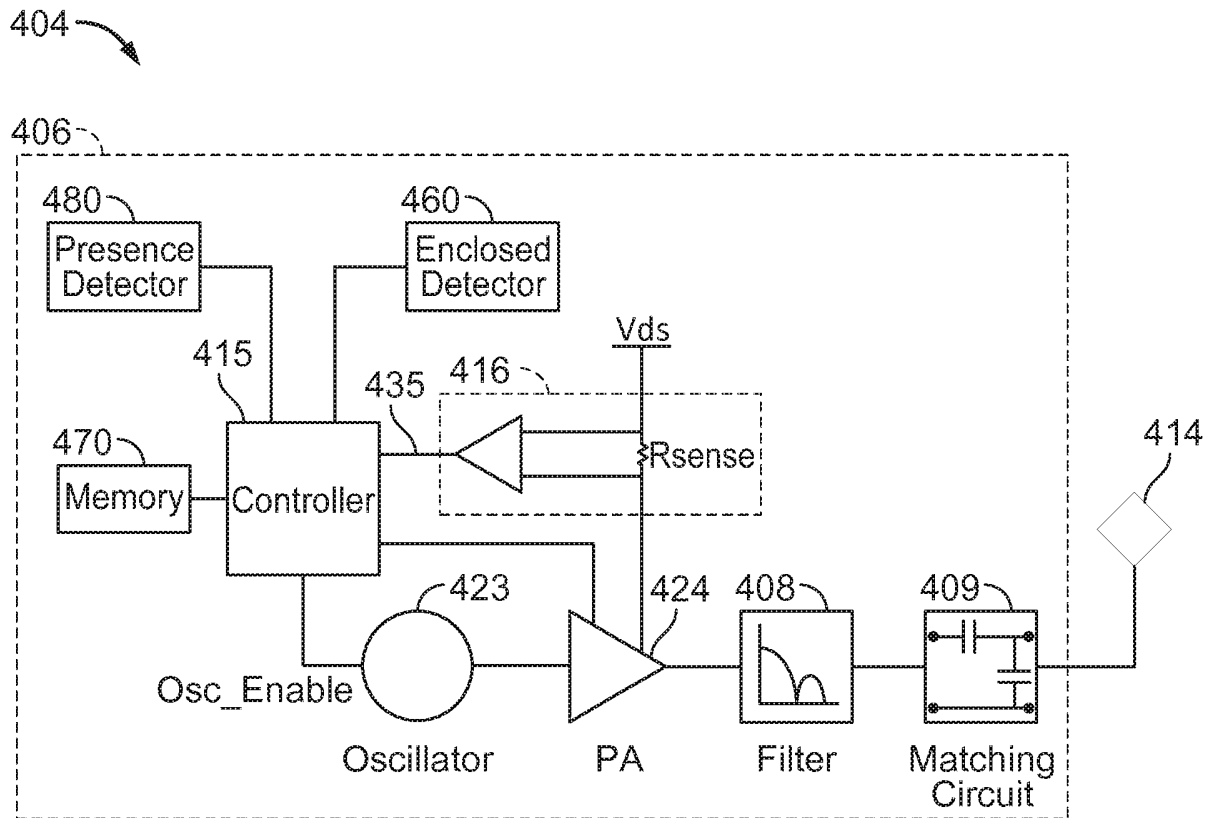 404
406
480
460
Presence
Detector
Enclosed
Detector
Vds
415
416
435
414
470
Rsense
Memory
Controller
423
424
408
409
Osc_Enable
Oscillator
PA
Filter
Matching
Circuit